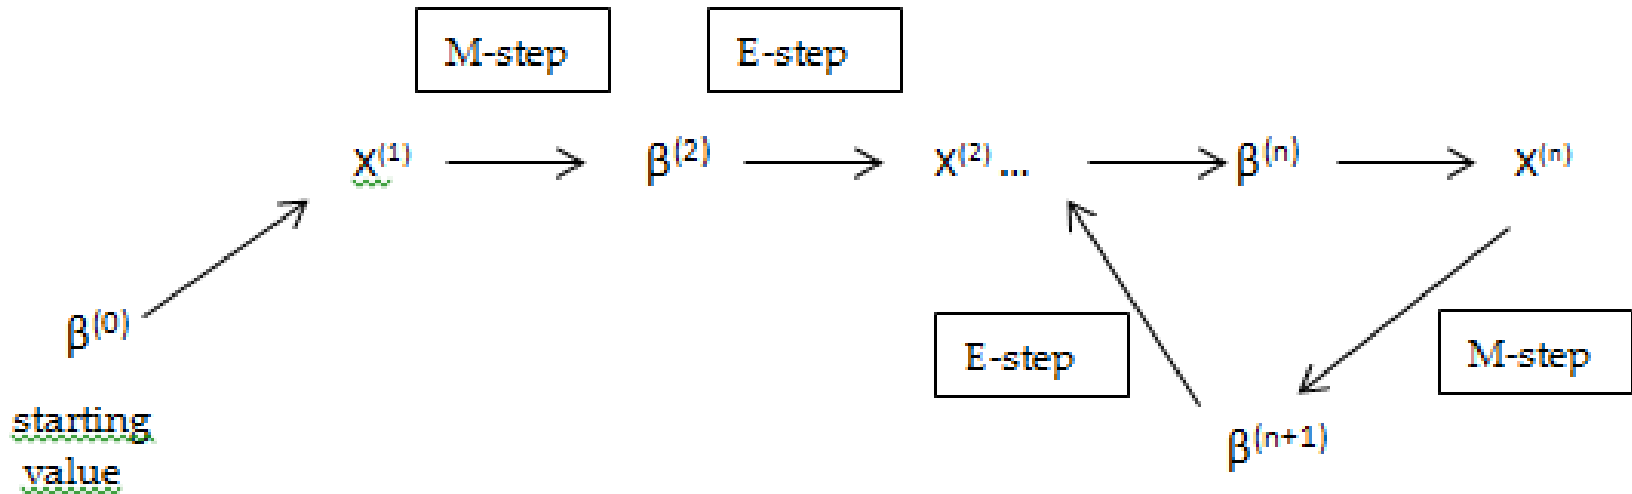 M-step E-step
x⁽¹⁾ β⁽²⁾ x⁽²⁾ ... β⁽ⁿ⁾ x⁽ⁿ⁾
β⁽⁰⁾
E-step M-step
starting
value
β⁽ⁿ⁺¹⁾